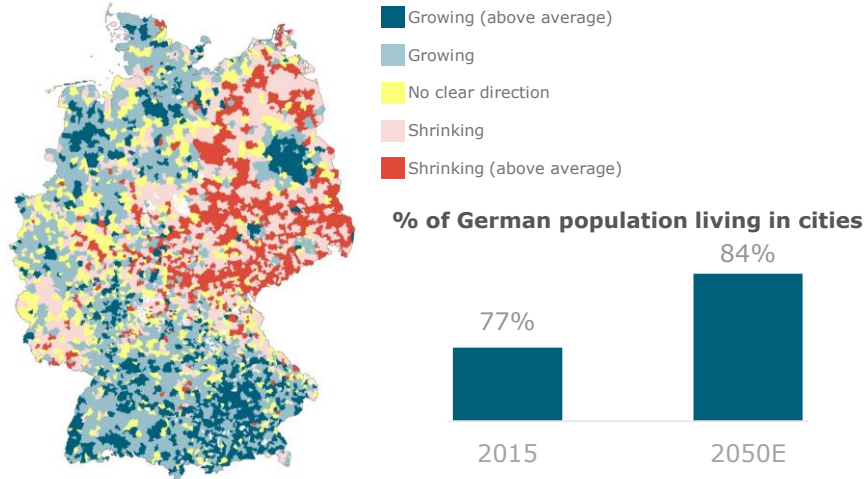 Growing (above average)
Growing
No clear direction
Shrinking
Shrinking (above average)
% of German population living in cities
84%
77%
2015
2050E